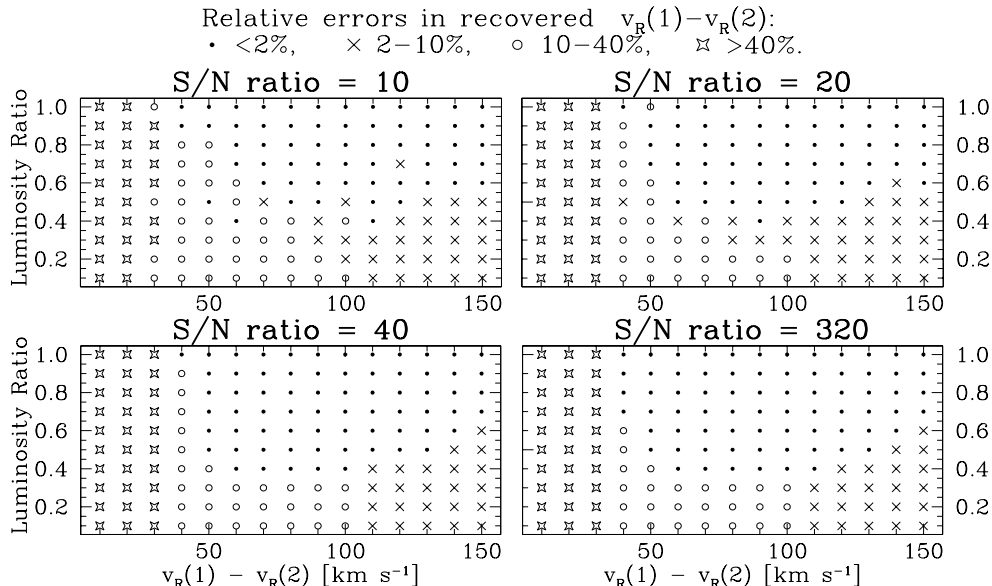 Relative errors in recovered v_R(1)−v_R(2):
• <2%, × 2−10%, ○ 10−40%, ✧ >40%.
S/N ratio = 10
S/N ratio = 20
Luminosity Ratio
1.0
0.8
0.6
0.4
0.2
1.0
0.8
0.6
0.4
0.2
50 100 150
50 100 150
S/N ratio = 40
S/N ratio = 320
Luminosity Ratio
1.0
0.8
0.6
0.4
0.2
1.0
0.8
0.6
0.4
0.2
50 100 150
50 100 150
v_R(1) − v_R(2) [km s⁻¹]
v_R(1) − v_R(2) [km s⁻¹]